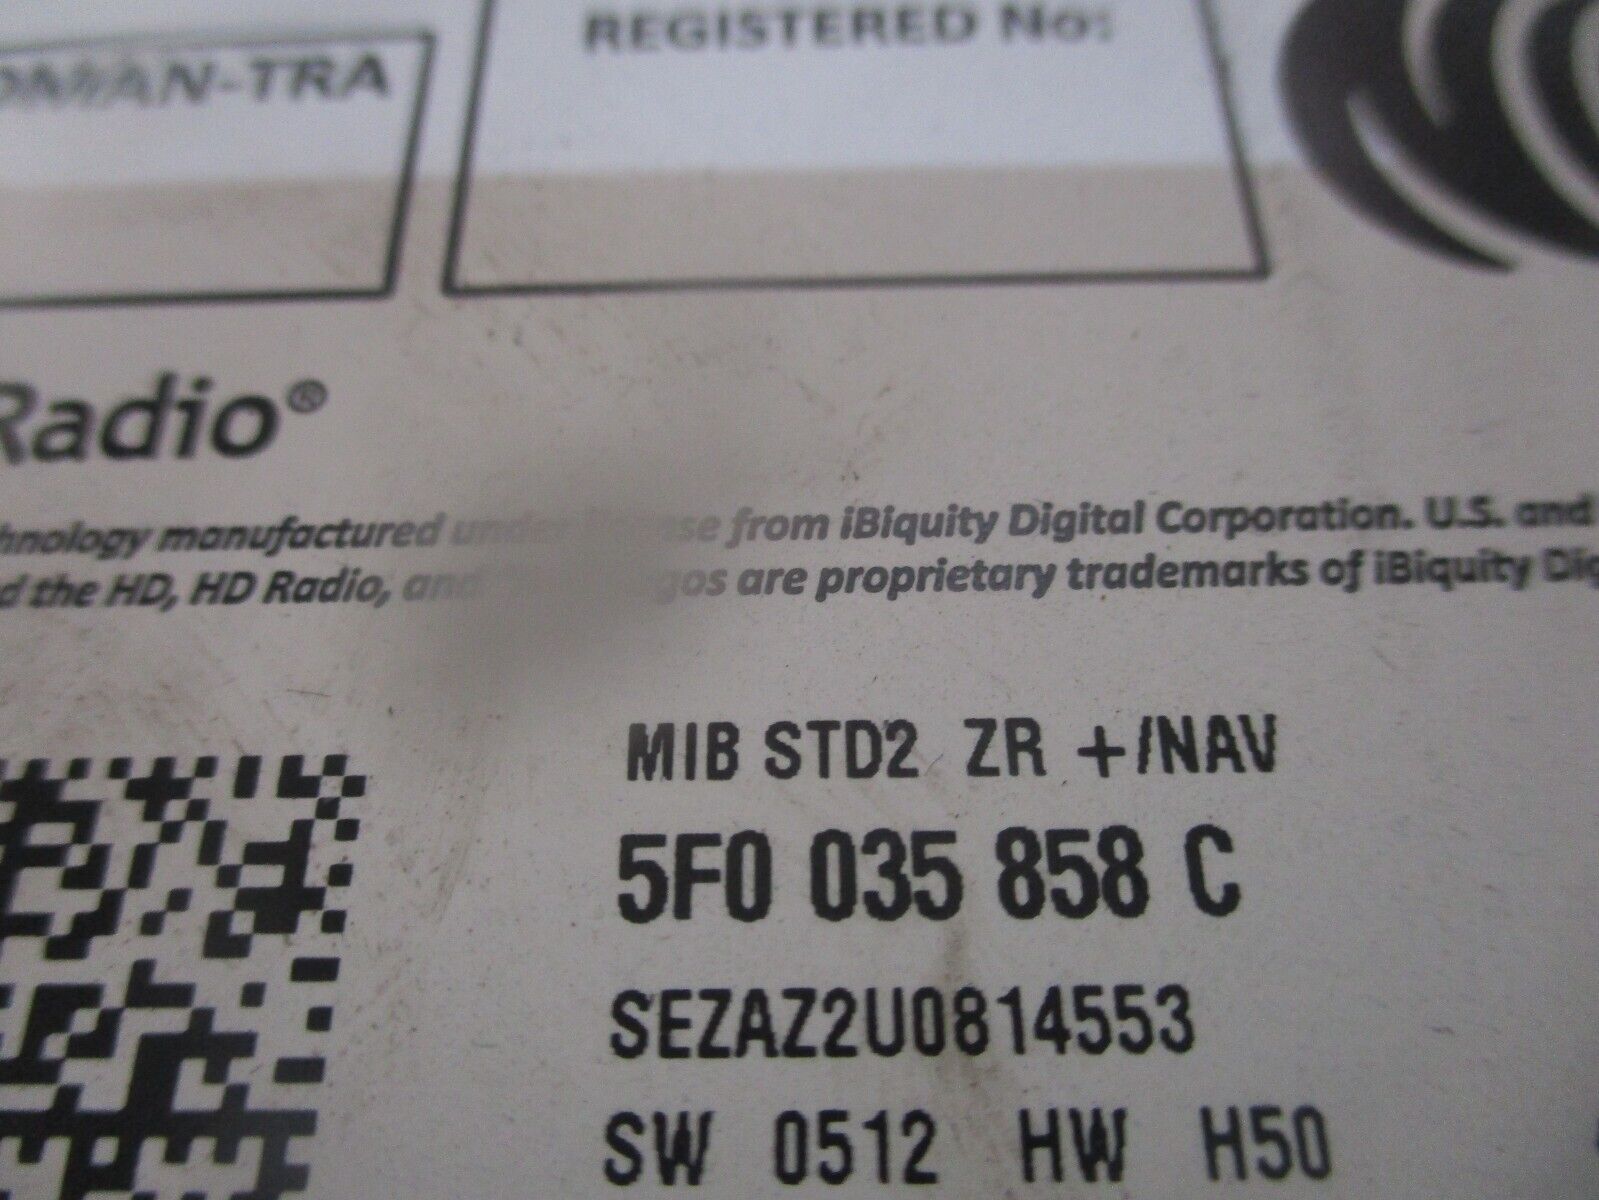 OMAN-TRA
REGISTERED No:
Radio®
manufactured from iBiquity Digital Corporation. U.S. and
the HD, HD Radio, and are proprietary trademarks of iBiquity
MIB STD2 ZR +/NAV
5F0 035 858 C
SEZAZ2U0814553
SW 0512 HW H50